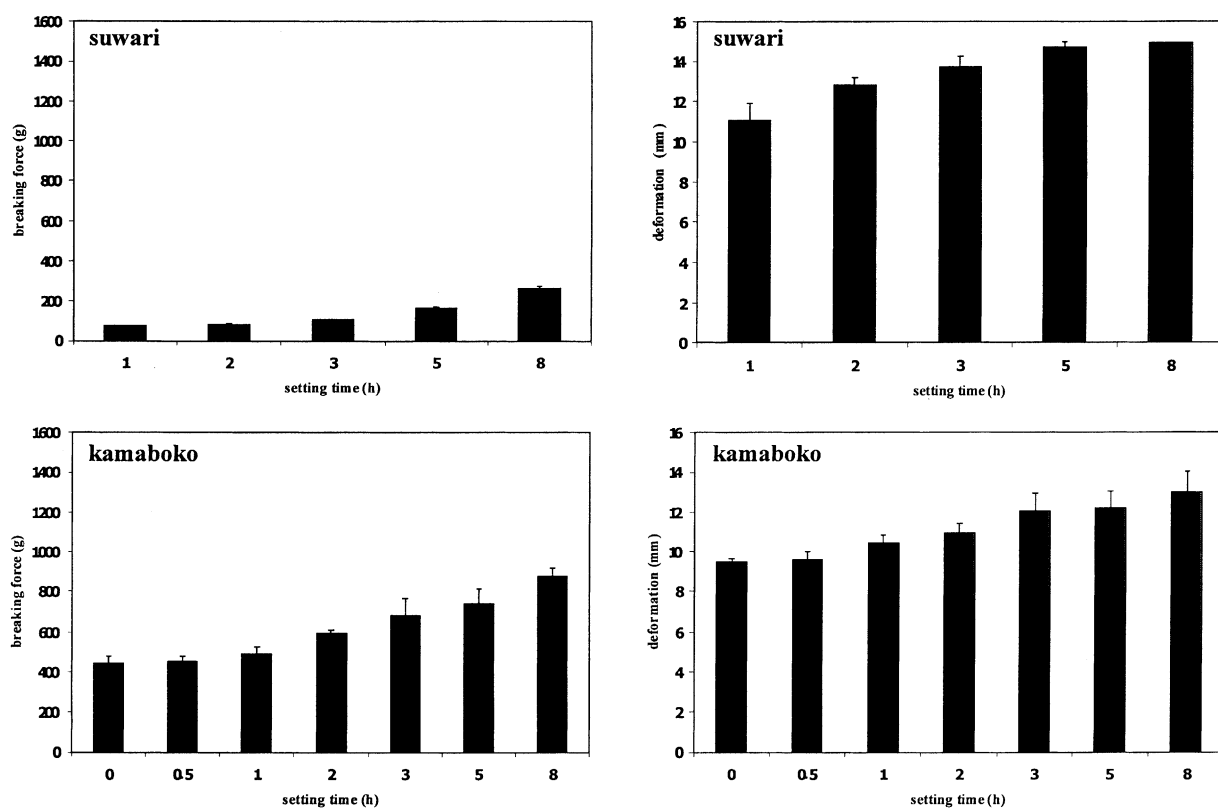 suwari
breaking force (g)
1600
1400
1200
1000
800
600
400
200
0
1 2 3 5 8
setting time (h)
suwari
deformation (mm)
16
14
12
10
8
6
4
2
0
1 2 3 5 8
setting time (h)
kamaboko
breaking force (g)
1600
1400
1200
1000
800
600
400
200
0
0 0.5 1 2 3 5 8
setting time (h)
kamaboko
deformation (mm)
16
14
12
10
8
6
4
2
0
0 0.5 1 2 3 5 8
setting time (h)